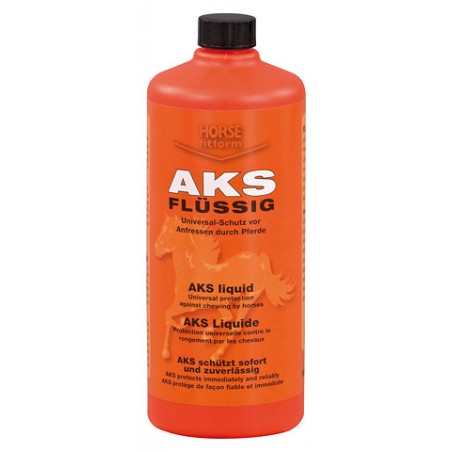 HORSE
fitform
AKS
FLÜSSIG
Universal-Schutz vor
Anfressen durch Pferde
AKS liquid
Universal protection
against chewing by horses
AKS Liquide
Protection universelle contre le
rongement par les chevaux
AKS schützt sofort
und zuverlässig
AKS protects immediately and reliably
AKS protège de façon fiable et immédiate